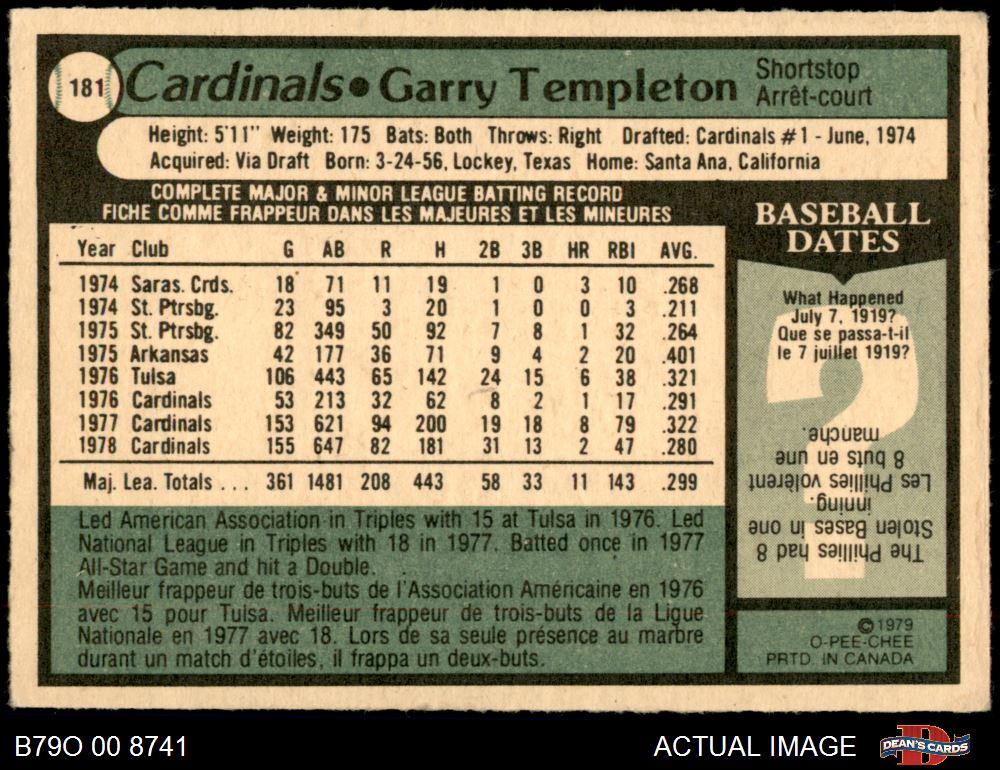 181
Cardinals • Garry Templeton
Shortstop
Arrêt-court
Height: 5'11" Weight: 175 Bats: Both Throws: Right Drafted: Cardinals #1 - June, 1974
Acquired: Via Draft Born: 3-24-56, Lockey, Texas Home: Santa Ana, California
COMPLETE MAJOR & MINOR LEAGUE BATTING RECORD
FICHE COMME FRAPPEUR DANS LES MAJEURES ET LES MINEURES
Year Club G AB R H 2B 3B HR RBI AVG.
1974 Saras. Crds. 18 71 11 19 1 0 3 10 .268
1974 St. Ptrsbg. 23 95 3 20 1 0 0 3 .211
1975 St. Ptrsbg. 82 349 50 92 7 8 1 32 .264
1975 Arkansas 42 177 36 71 9 4 2 20 .401
1976 Tulsa 106 443 65 142 24 15 6 38 .321
1976 Cardinals 53 213 32 62 8 2 1 17 .291
1977 Cardinals 153 621 94 200 19 18 8 79 .322
1978 Cardinals 155 647 82 181 31 13 2 47 .280
Maj. Lea. Totals . . . 361 1481 208 443 58 33 11 143 .299
Led American Association in Triples with 15 at Tulsa in 1976. Led
National League in Triples with 18 in 1977. Batted once in 1977
All-Star Game and hit a Double.
Meilleur frappeur de trois-buts de l'Association Américaine en 1976
avec 15 pour Tulsa. Meilleur frappeur de trois-buts de la Ligue
Nationale en 1977 avec 18. Lors de sa seule présence au marbre
durant un match d'étoiles, il frappa un deux-buts.
BASEBALL
DATES
What Happened
July 7, 1919?
Que se passa-t-il
le 7 juillet 1919?
The Phillies had 8
Stolen Bases in one
inning.
Les Phillies volèrent
8 buts en une
manche.
©1979
O-PEE-CHEE
PRTD. IN CANADA
B79O 00 8741
ACTUAL IMAGE
DEAN'S CARDS